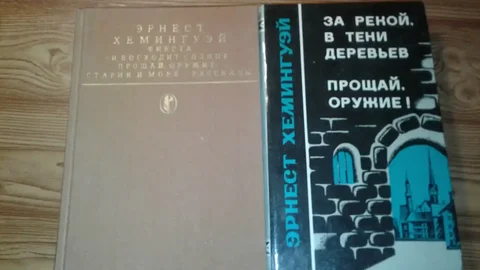 ЭРНЕСТ
ХЕМИНГУЭЙ
ФИЕСТА
И ВОСХОДИТ СОЛНЦЕ
ПРОЩАЙ, ОРУЖИЕ!
СТАРИК И МОРЕ РАССКАЗЫ
ЭРНЕСТ ХЕМИНГУЭЙ
ЗА РЕКОЙ,
В ТЕНИ
ДЕРЕВЬЕВ
ПРОЩАЙ,
ОРУЖИЕ!